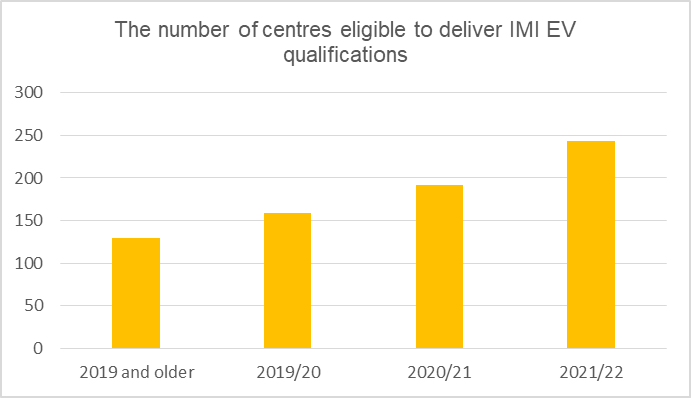 The number of centres eligible to deliver IMI EV
qualifications
300
250
200
150
100
50
0
2019 and older 2019/20 2020/21 2021/22